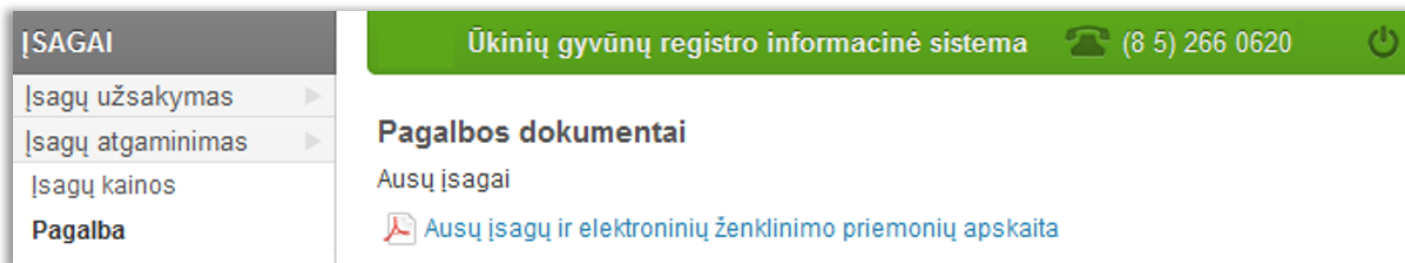 ĮSAGAI
Ūkinių gyvūnų registro informacinė sistema (8 5) 266 0620
Įsagų užsakymas
Įsagų atgaminimas
Įsagų kainos
Pagalba
Pagalbos dokumentai
Ausų įsagai
Ausų įsagų ir elektroninių ženklinimo priemonių apskaita